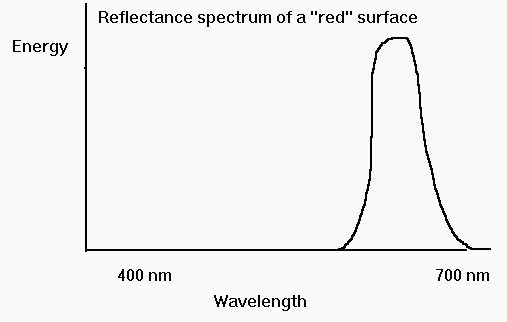 Reflectance spectrum of a "red" surface
Energy
400 nm
700 nm
Wavelength